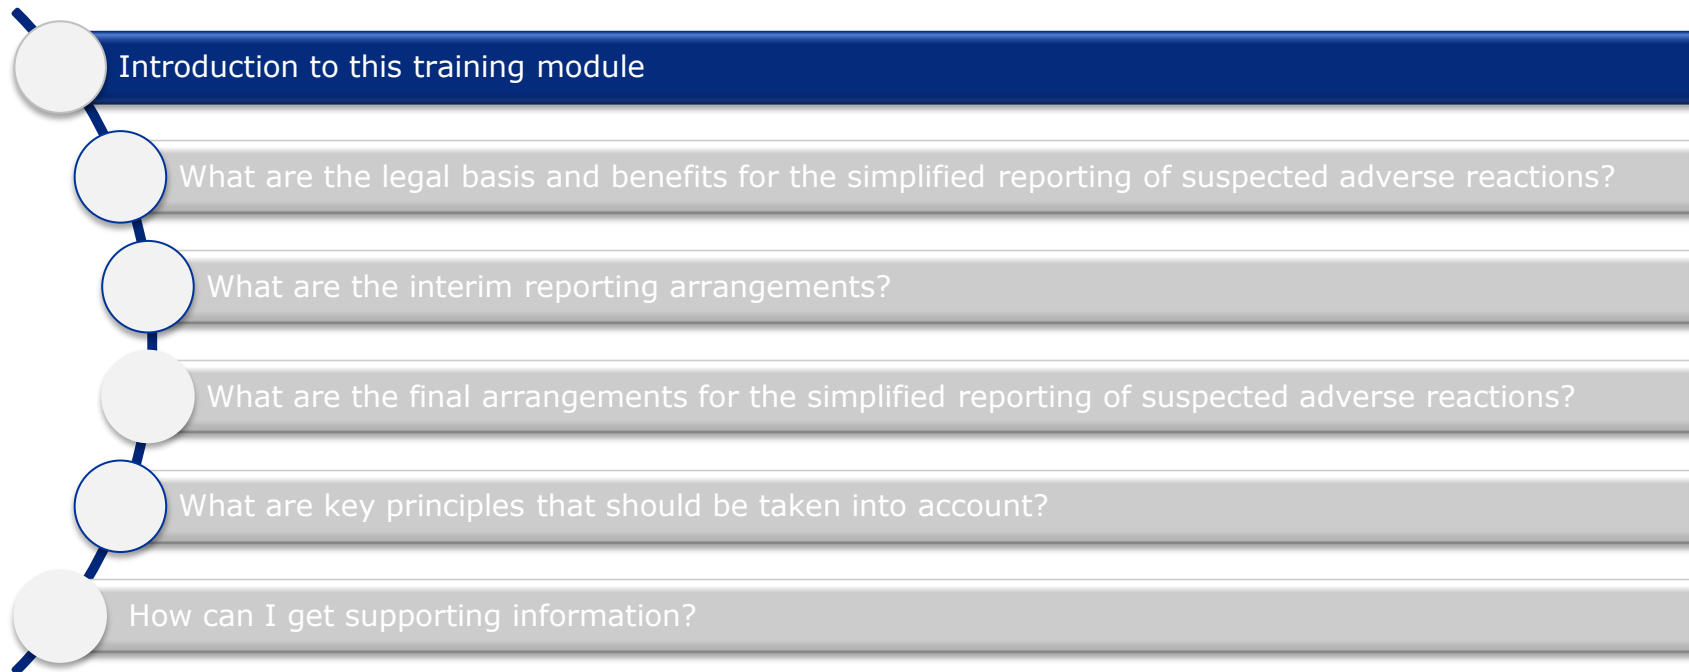 Introduction to this training module
What are the legal basis and benefits for the simplified reporting of suspected adverse reactions?
What are the interim reporting arrangements?
What are the final arrangements for the simplified reporting of suspected adverse reactions?
What are key principles that should be taken into account?
How can I get supporting information?